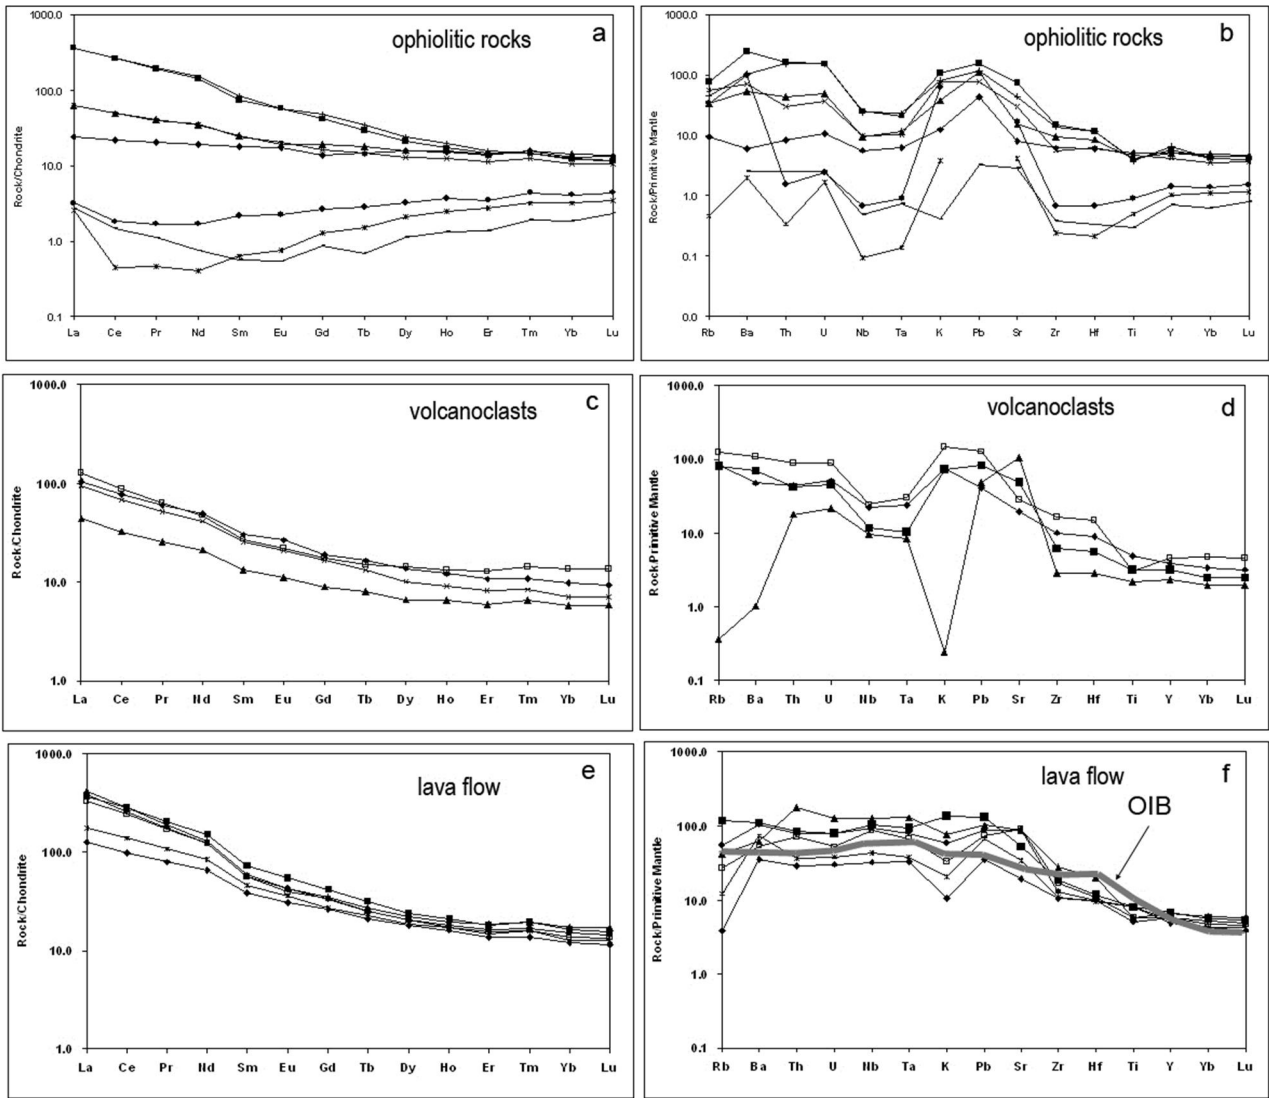 ophiolitic rocks
a
Rock/Chondrite
1000.0
100.0
10.0
1.0
0.1
La Ce Pr Nd Sm Eu Gd Tb Dy Ho Er Tm Yb Lu
ophiolitic rocks
b
Rock/Primitive Mantle
1000.0
100.0
10.0
1.0
0.1
0.0
Rb Ba Th U Nb Ta K Pb Sr Zr Hf Ti Y Yb Lu
volcanoclasts
c
Rock/Chondrite
1000.0
100.0
10.0
1.0
La Ce Pr Nd Sm Eu Gd Tb Dy Ho Er Tm Yb Lu
volcanoclasts
d
Rock/Primitive Mantle
1000.0
100.0
10.0
1.0
0.1
Rb Ba Th U Nb Ta K Pb Sr Zr Hf Ti Y Yb Lu
lava flow
e
Rock/Chondrite
1000.0
100.0
10.0
1.0
La Ce Pr Nd Sm Eu Gd Tb Dy Ho Er Tm Yb Lu
lava flow
f
OIB
Rock/Primitive Mantle
1000.0
100.0
10.0
1.0
0.1
Rb Ba Th U Nb Ta K Pb Sr Zr Hf Ti Y Yb Lu